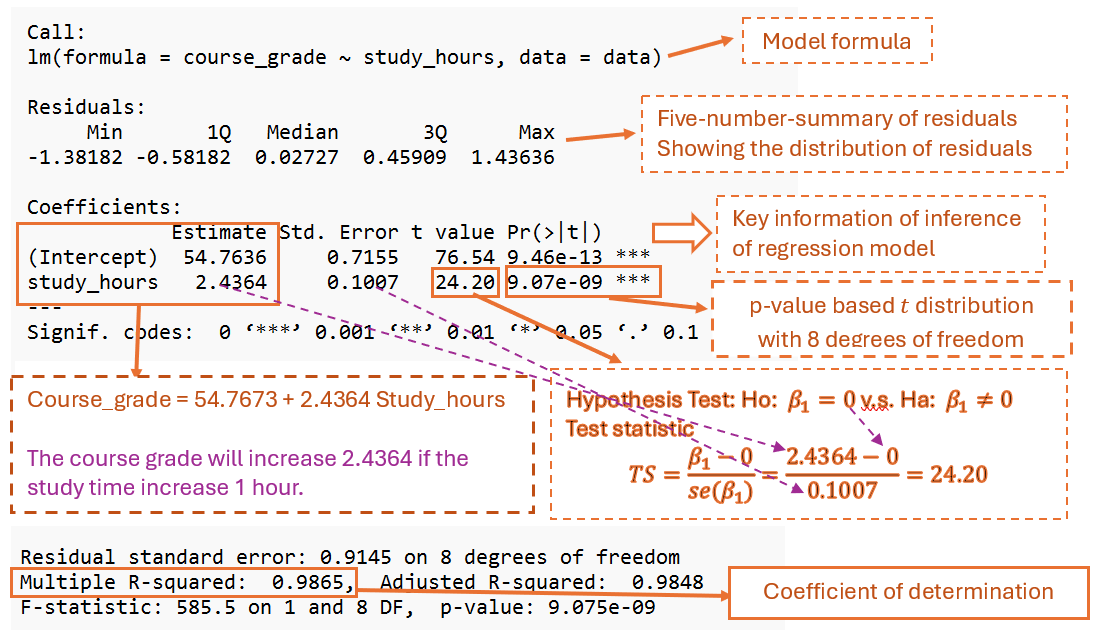 Call:
lm(formula = course_grade ~ study_hours, data = data)
Model formula
Residuals:
Min 1Q Median 3Q Max
-1.38182 -0.58182 0.02727 0.45909 1.43636
Five-number-summary of residuals
Showing the distribution of residuals
Coefficients:
Estimate Std. Error t value Pr(>|t|)
(Intercept) 54.7636 0.7155 76.54 9.46e-13 ***
study_hours 2.4364 0.1007 24.20 9.07e-09 ***
---
Signif. codes: 0 ‘***’ 0.001 ‘**’ 0.01 ‘*’ 0.05 ‘.’ 0.1
Key information of inference
of regression model
p-value based t distribution
with 8 degrees of freedom
Course_grade = 54.7673 + 2.4364 Study_hours
The course grade will increase 2.4364 if the
study time increase 1 hour.
Hypothesis Test: Ho: β₁ = 0 v.s. Ha: β₁ ≠ 0
Test statistic
TS = (β₁ − 0) / se(β₁) = (2.4364 − 0) / 0.1007 = 24.20
Residual standard error: 0.9145 on 8 degrees of freedom
Multiple R-squared: 0.9865, Adjusted R-squared: 0.9848
F-statistic: 585.5 on 1 and 8 DF, p-value: 9.075e-09
Coefficient of determination